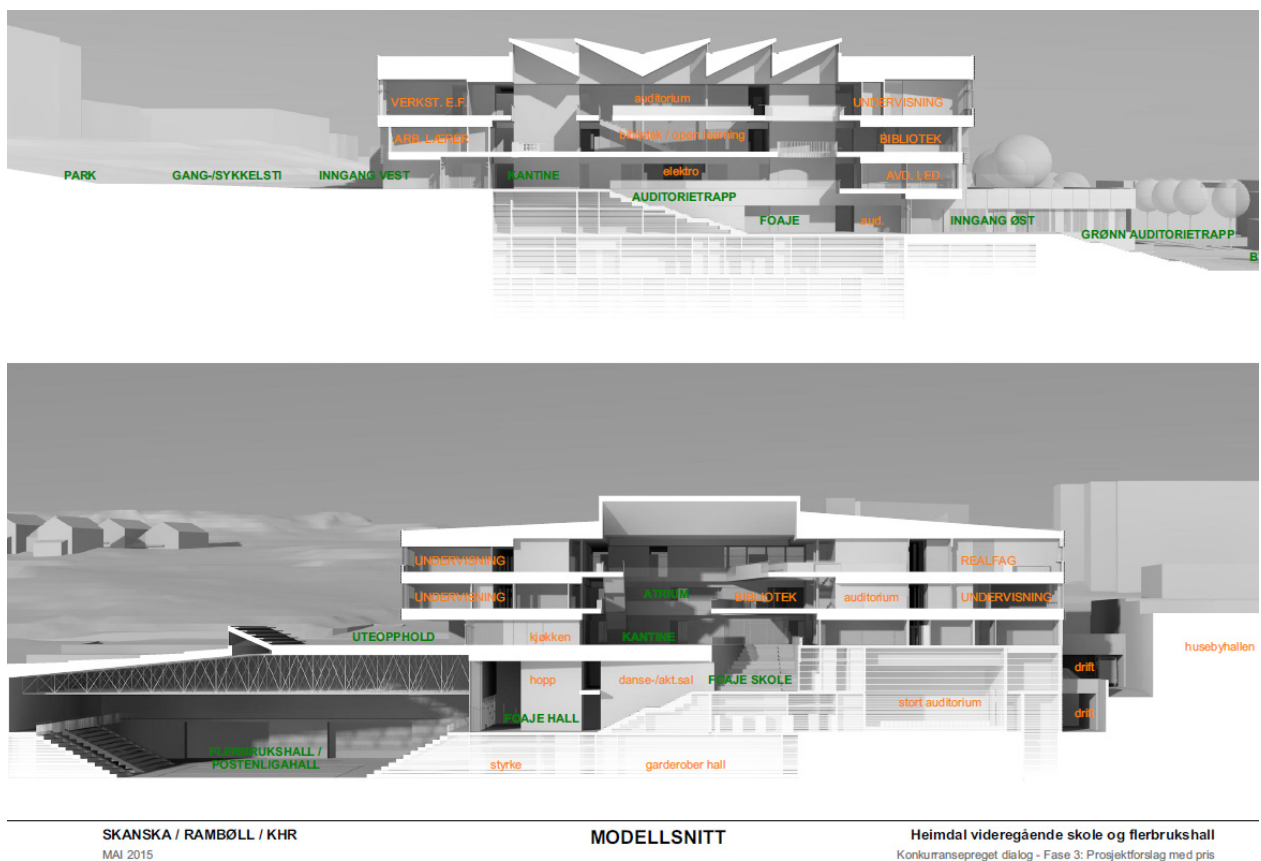 auditorium
VERKST. E.F.
UNDERVISNING
bibliotek / open learning
ARB. LÆRER
BIBLIOTEK
PARK
GANG-/SYKKELSTI
INNGANG VEST
KANTINE
elektro
AVD. LED.
AUDITORIETRAPP
FOAJE
aud.
INNGANG ØST
GRØNN AUDITORIETRAPP
B
UNDERVISNING
REALFAG
UNDERVISNING
ATRIUM
BIBLIOTEK
auditorium
UNDERVISNING
UTEOPPHOLD
kjøkken
KANTINE
husebyhallen
hopp
danse-/akt.sal
FOAJE SKOLE
drift
stort auditorium
FOAJE HALL
drift
FLERBRUKSHALL /
POSTENLIGAHALL
styrke
garderober hall
SKANSKA / RAMBØLL / KHR
MODELLSNITT
Heimdal videregående skole og flerbrukshall
MAI 2015
Konkurransepreget dialog - Fase 3: Prosjektforslag med pris